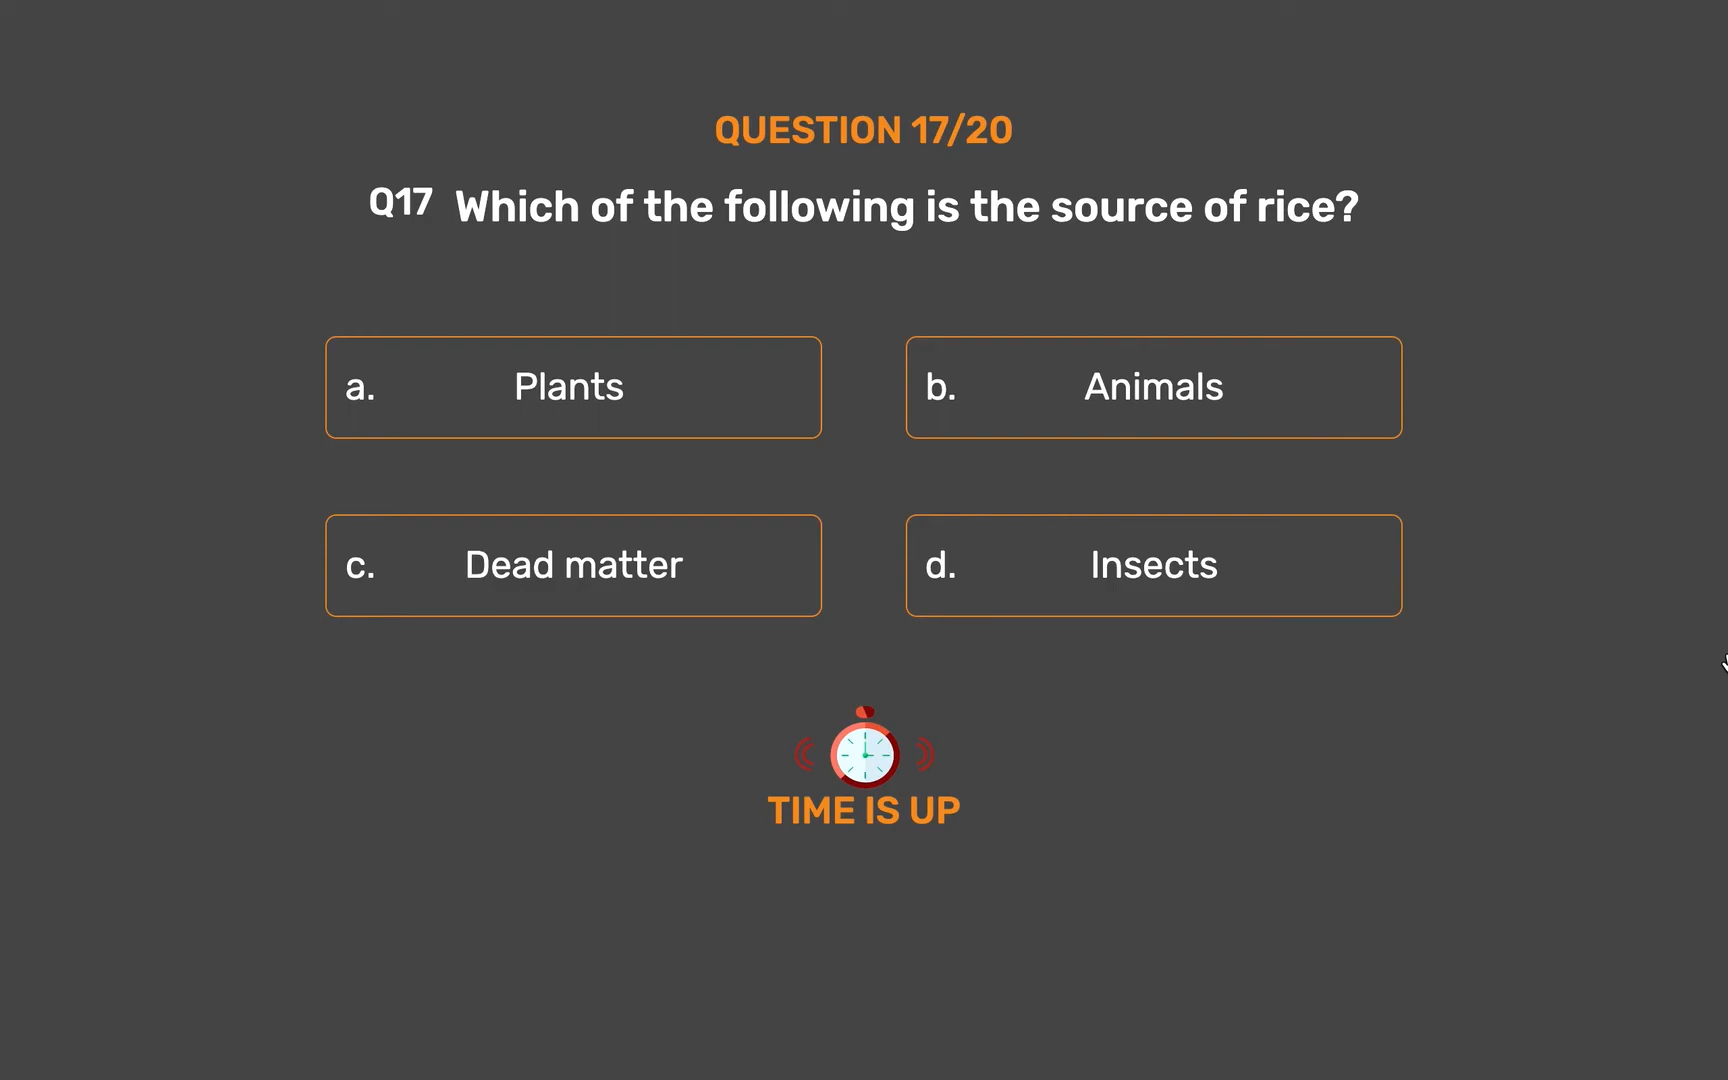 QUESTION 17/20
Q17 Which of the following is the source of rice?
a. Plants
b. Animals
c. Dead matter
d. Insects
TIME IS UP